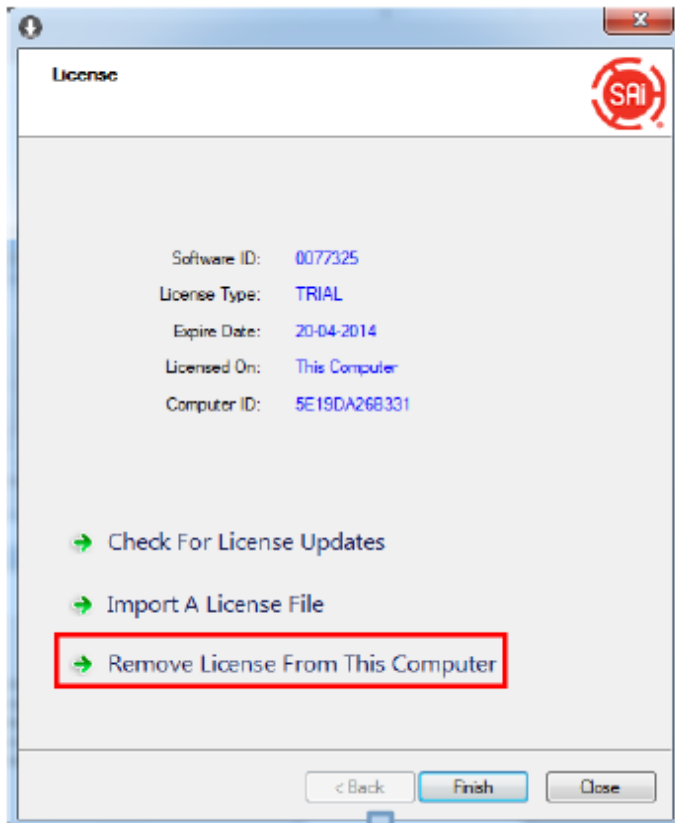 License
SAi
Software ID: 0077325
License Type: TRIAL
Expire Date: 20-04-2014
Licensed On: This Computer
Computer ID: 5E19DA26B331
Check For License Updates
Import A License File
Remove License From This Computer
< Back Finish Close